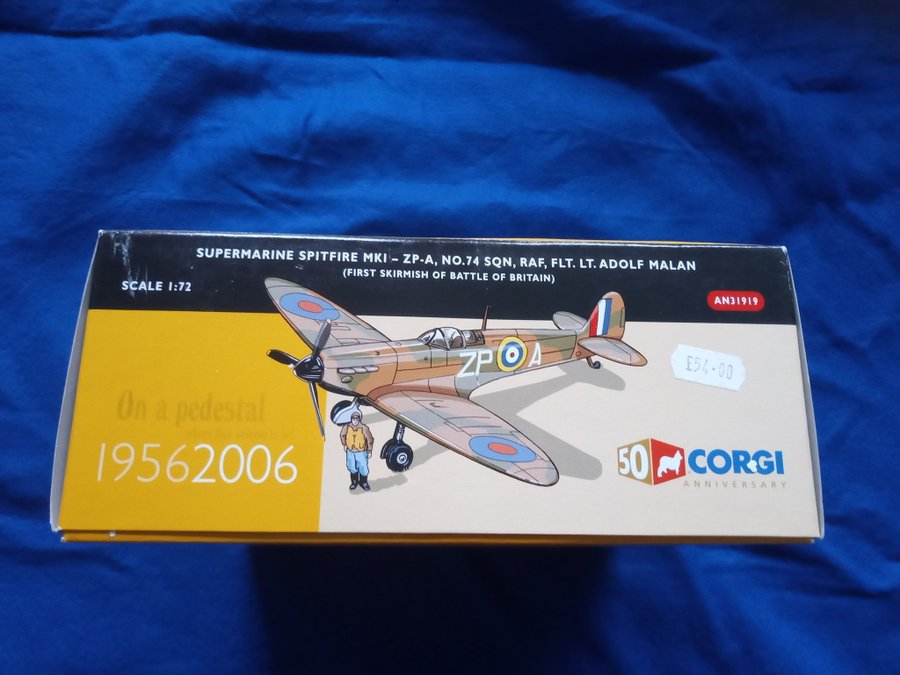 SUPERMARINE SPITFIRE MKI – ZP-A, NO.74 SQN, RAF, FLT. LT. ADOLF MALAN
(FIRST SKIRMISH OF BATTLE OF BRITAIN)
SCALE 1:72
AN31919
£54.00
ZP A
On a pedestal
19562006
50 CORGI
ANNIVERSARY